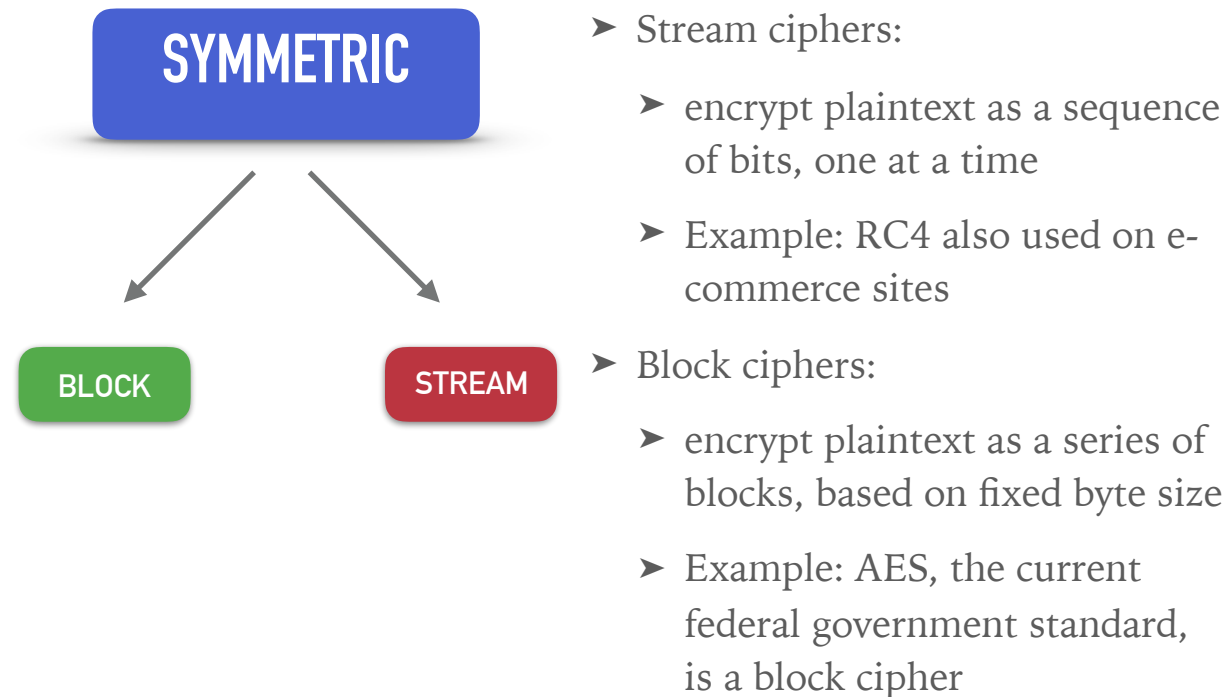 SYMMETRIC
BLOCK
STREAM
➤ Stream ciphers:
➤ encrypt plaintext as a sequence
of bits, one at a time
➤ Example: RC4 also used on e-
commerce sites
➤ Block ciphers:
➤ encrypt plaintext as a series of
blocks, based on fixed byte size
➤ Example: AES, the current
federal government standard,
is a block cipher